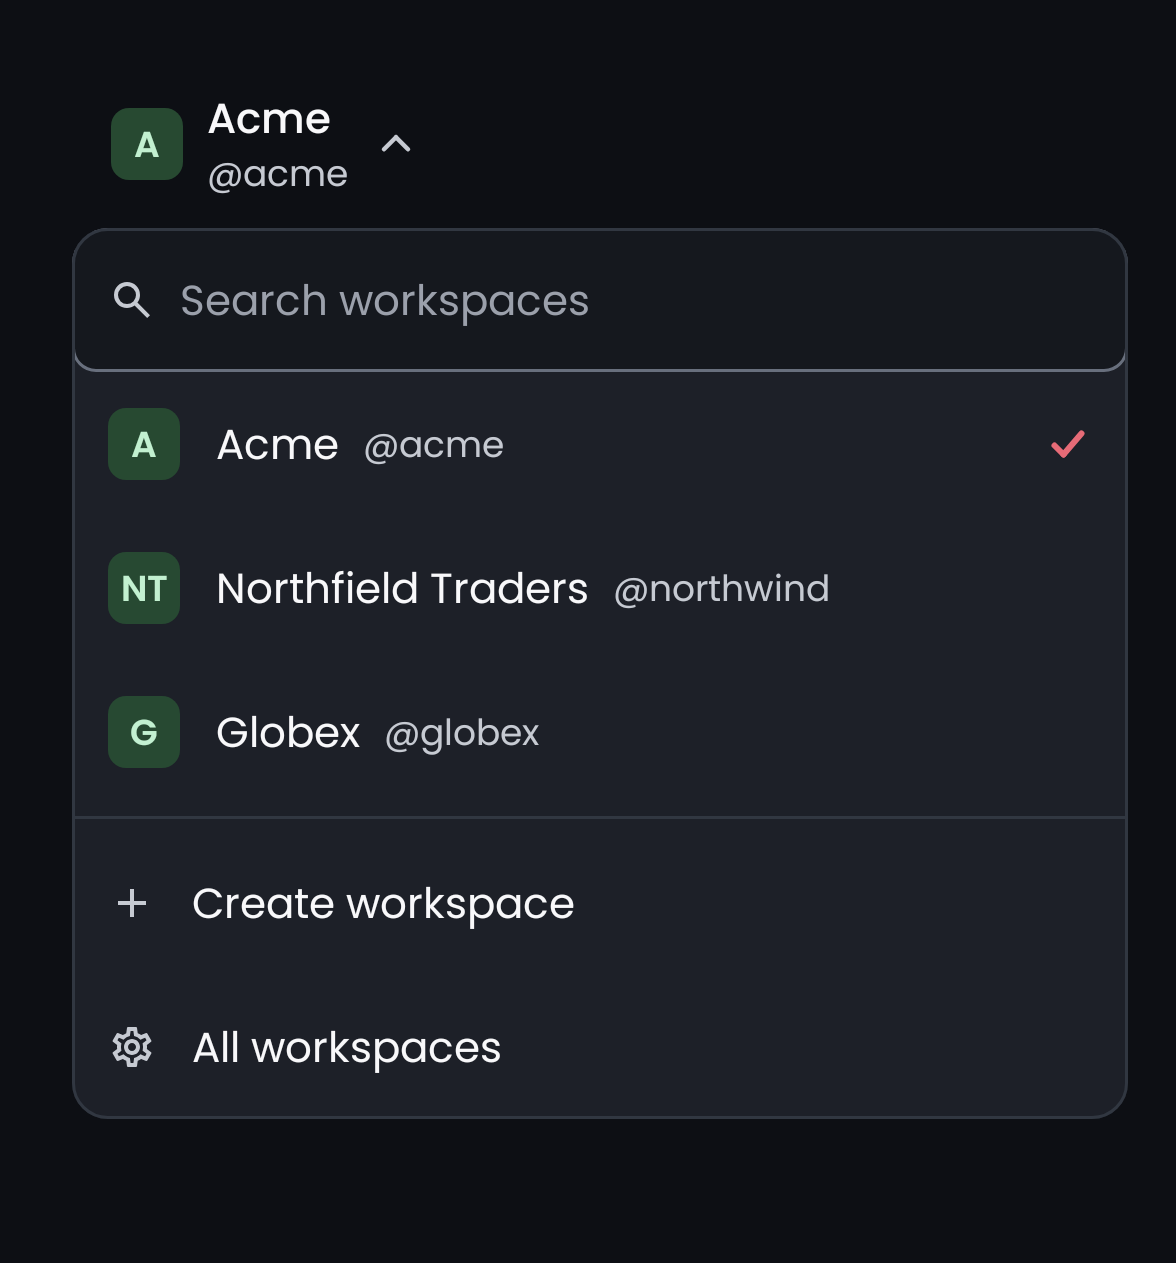 A Acme
@acme
Search workspaces
A Acme @acme
NT Northfield Traders @northwind
G Globex @globex
Create workspace
All workspaces